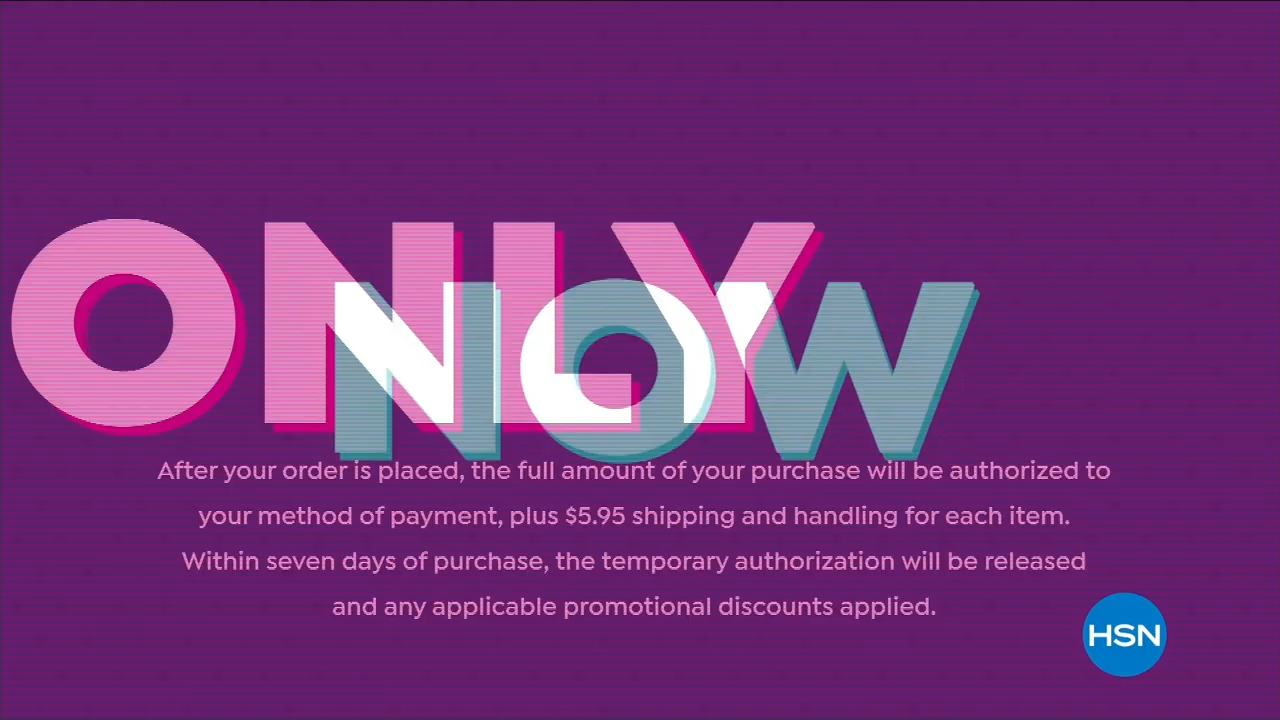 ONLY
NOW
After your order is placed, the full amount of your purchase will be authorized to
your method of payment, plus $5.95 shipping and handling for each item.
Within seven days of purchase, the temporary authorization will be released
and any applicable promotional discounts applied.
HSN